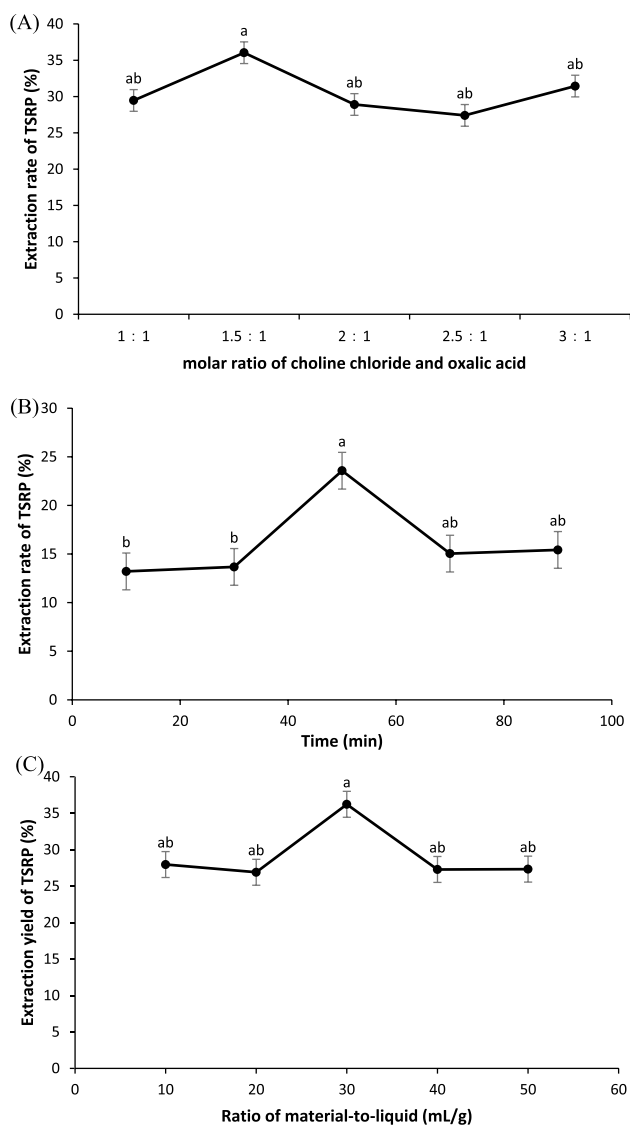 (A)
40
35
30
25
20
15
10
5
0
Extraction rate of TSRP (%)
ab
a
ab
ab
ab
1 : 1
1.5 : 1
2 : 1
2.5 : 1
3 : 1
molar ratio of choline chloride and oxalic acid
(B)
30
25
20
15
10
5
0
Extraction rate of TSRP (%)
b
b
a
ab
ab
0
20
40
60
80
100
Time (min)
(C)
40
35
30
25
20
15
10
5
0
Extraction yield of TSRP (%)
ab
ab
a
ab
ab
0
10
20
30
40
50
60
Ratio of material-to-liquid (mL/g)